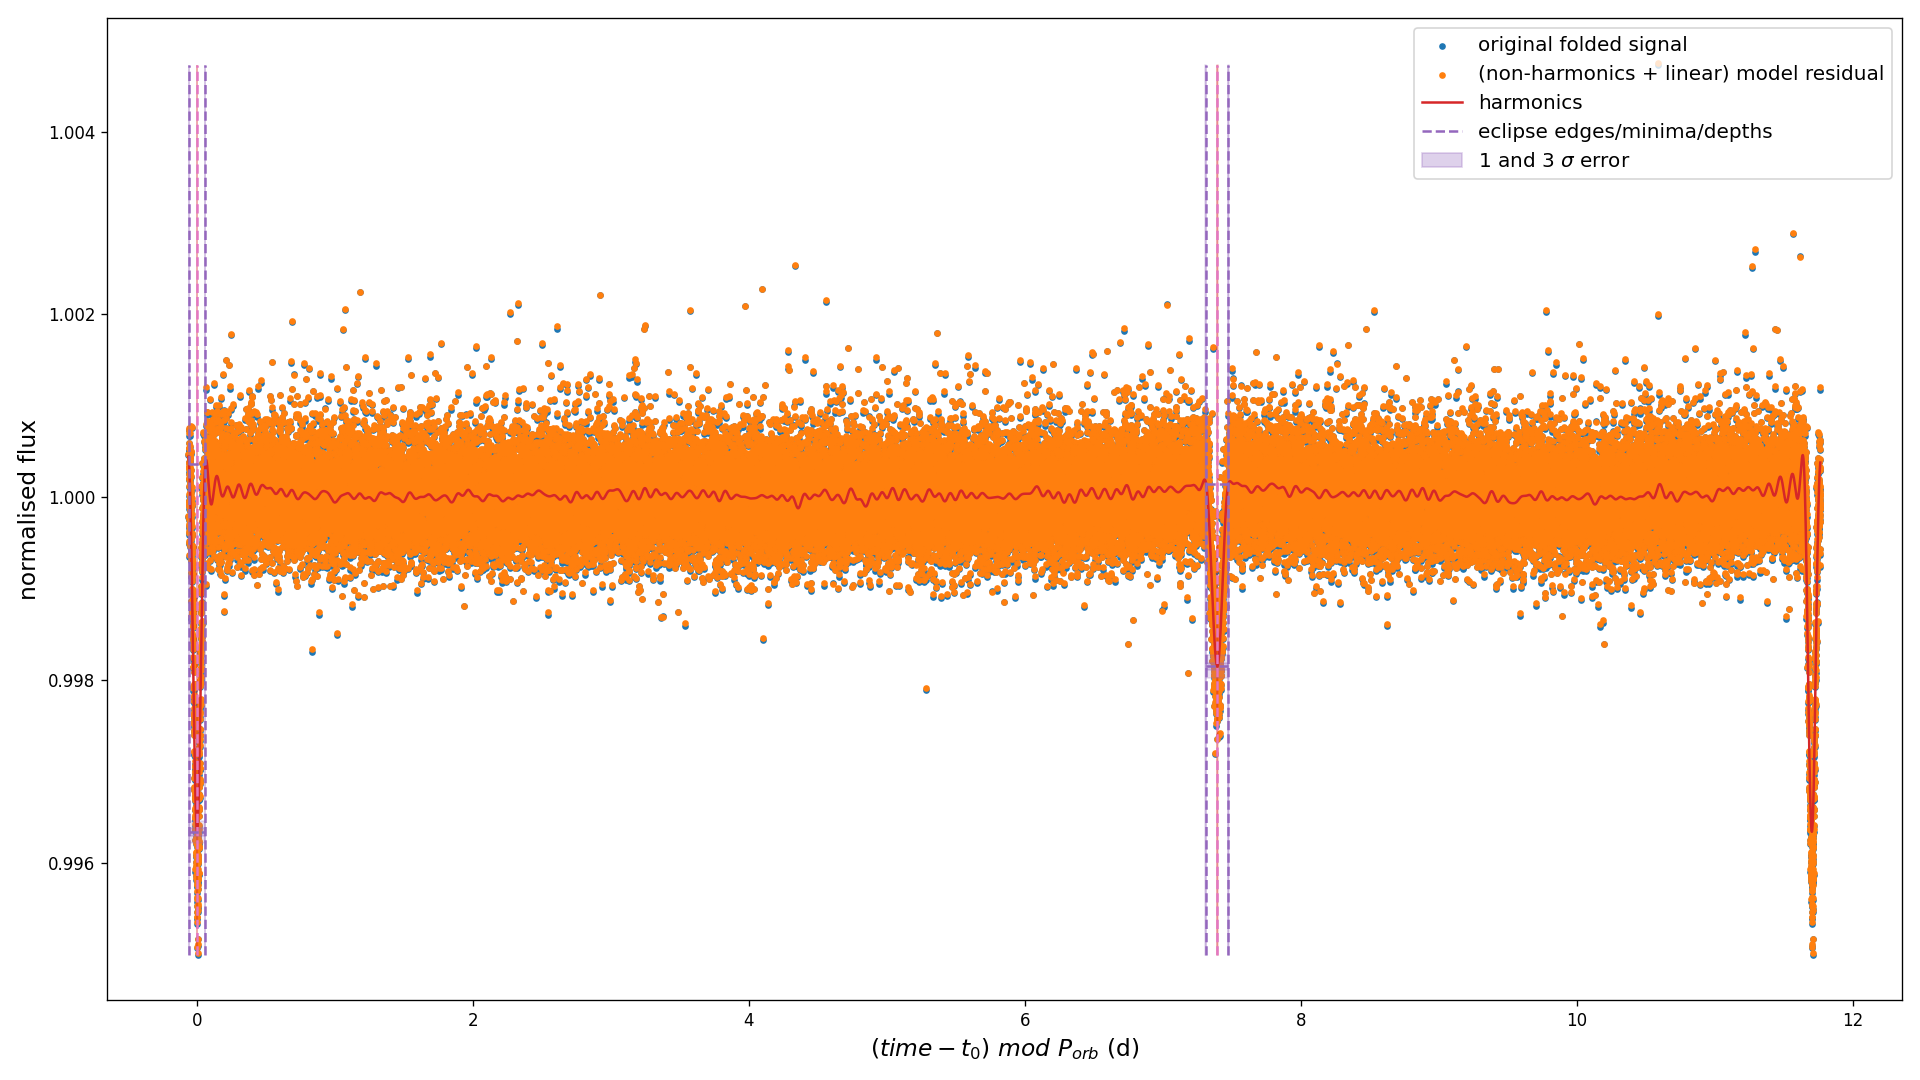 original folded signal
(non-harmonics + linear) model residual
harmonics
eclipse edges/minima/depths
1 and 3 σ error
normalised flux
1.004
1.002
1.000
0.998
0.996
0 2 4 6 8 10 12
(time − t₀) mod Pₒᵣb (d)